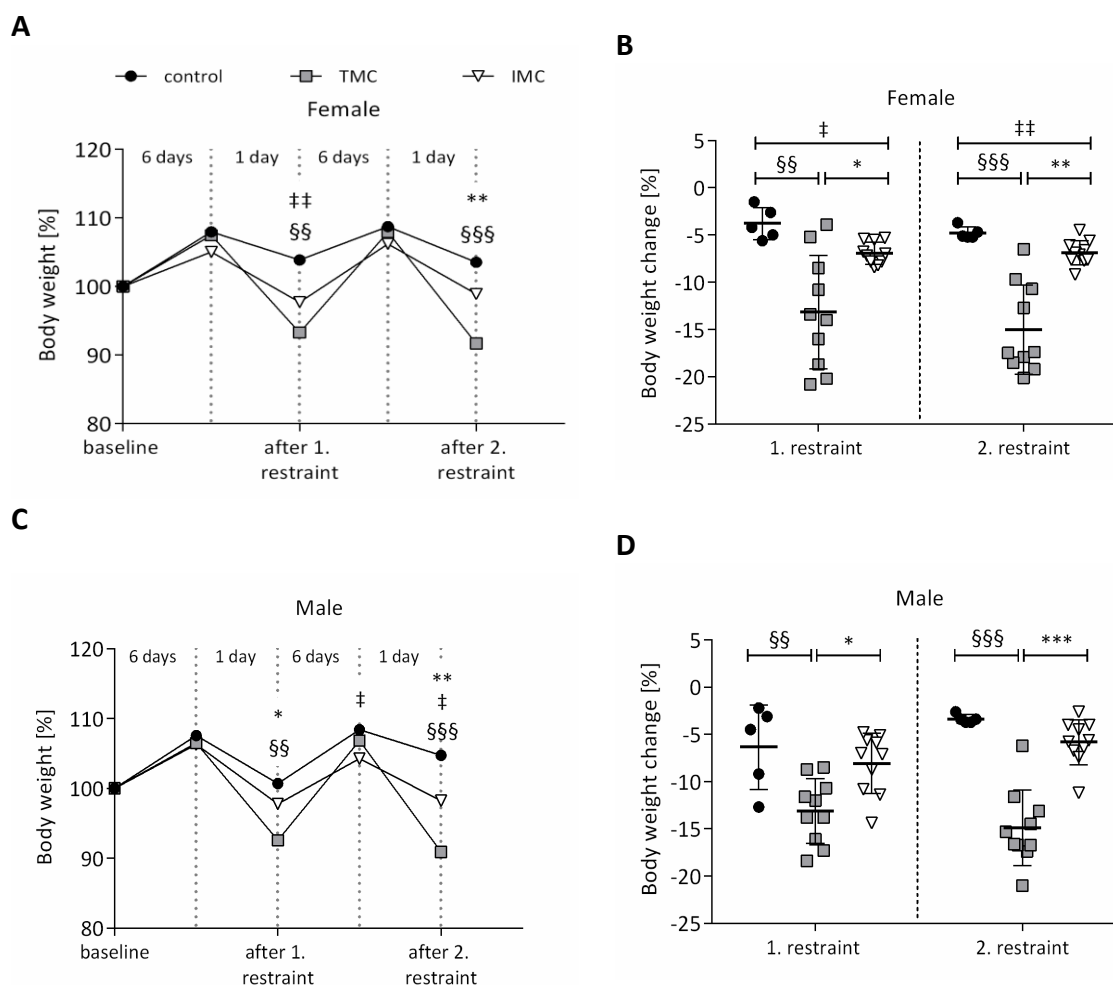 A
control TMC IMC
Female
Body weight [%]
120
110
100
90
80
6 days 1 day 6 days 1 day
‡‡
§§
**
§§§
baseline after 1. restraint after 2. restraint
B
Female
Body weight change [%]
5
0
-5
-10
-15
-20
-25
‡ ‡‡
§§ * §§§ **
1. restraint 2. restraint
C
Male
Body weight [%]
120
110
100
90
80
6 days 1 day 6 days 1 day
*
§§
‡
**
‡
§§§
baseline after 1. restraint after 2. restraint
D
Male
Body weight change [%]
5
0
-5
-10
-15
-20
-25
§§ * §§§ ***
1. restraint 2. restraint